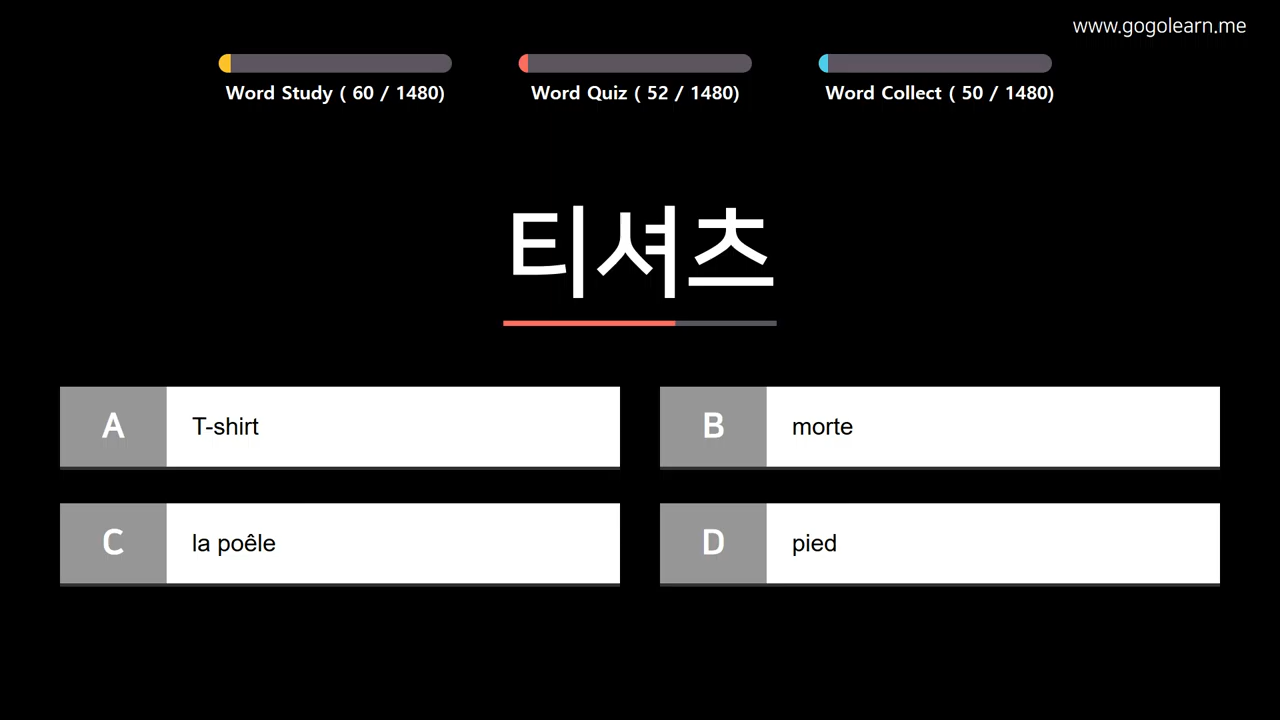 www.gogolearn.me
Word Study ( 60 / 1480)
Word Quiz ( 52 / 1480)
Word Collect ( 50 / 1480)
티셔츠
A T-shirt
B morte
C la poêle
D pied